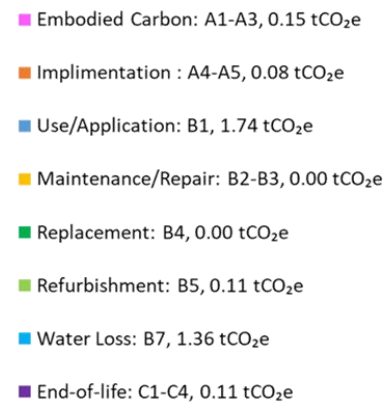 Embodied Carbon: A1-A3, 0.15 tCO₂e
Implimentation : A4-A5, 0.08 tCO₂e
Use/Application: B1, 1.74 tCO₂e
Maintenance/Repair: B2-B3, 0.00 tCO₂e
Replacement: B4, 0.00 tCO₂e
Refurbishment: B5, 0.11 tCO₂e
Water Loss: B7, 1.36 tCO₂e
End-of-life: C1-C4, 0.11 tCO₂e